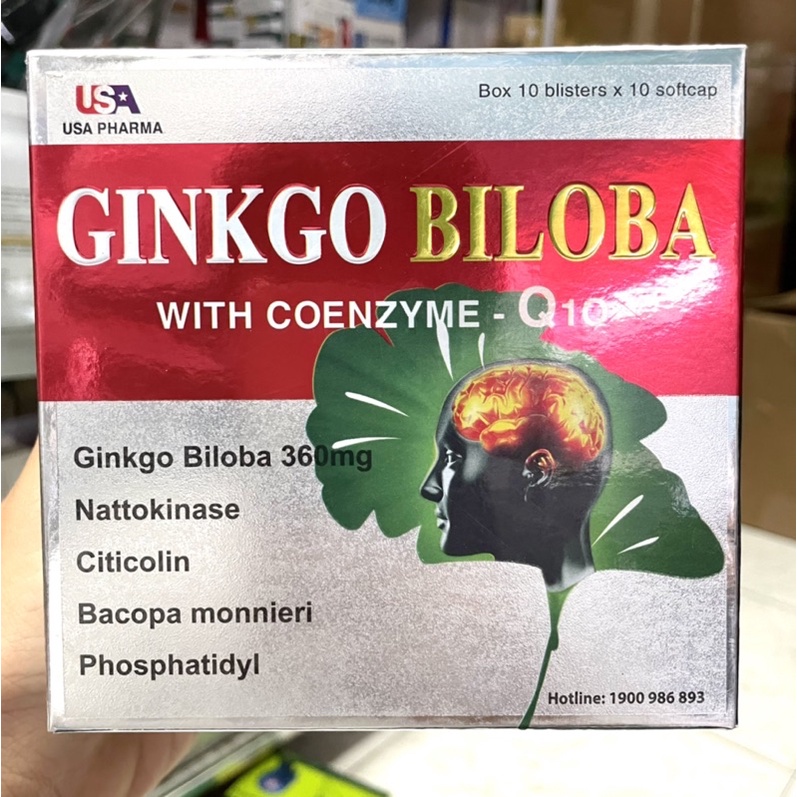 USA
USA PHARMA
Box 10 blisters x 10 softcap
GINKGO BILOBA
WITH COENZYME - Q10
Ginkgo Biloba 360mg
Nattokinase
Citicolin
Bacopa monnieri
Phosphatidyl
Hotline: 1900 986 893